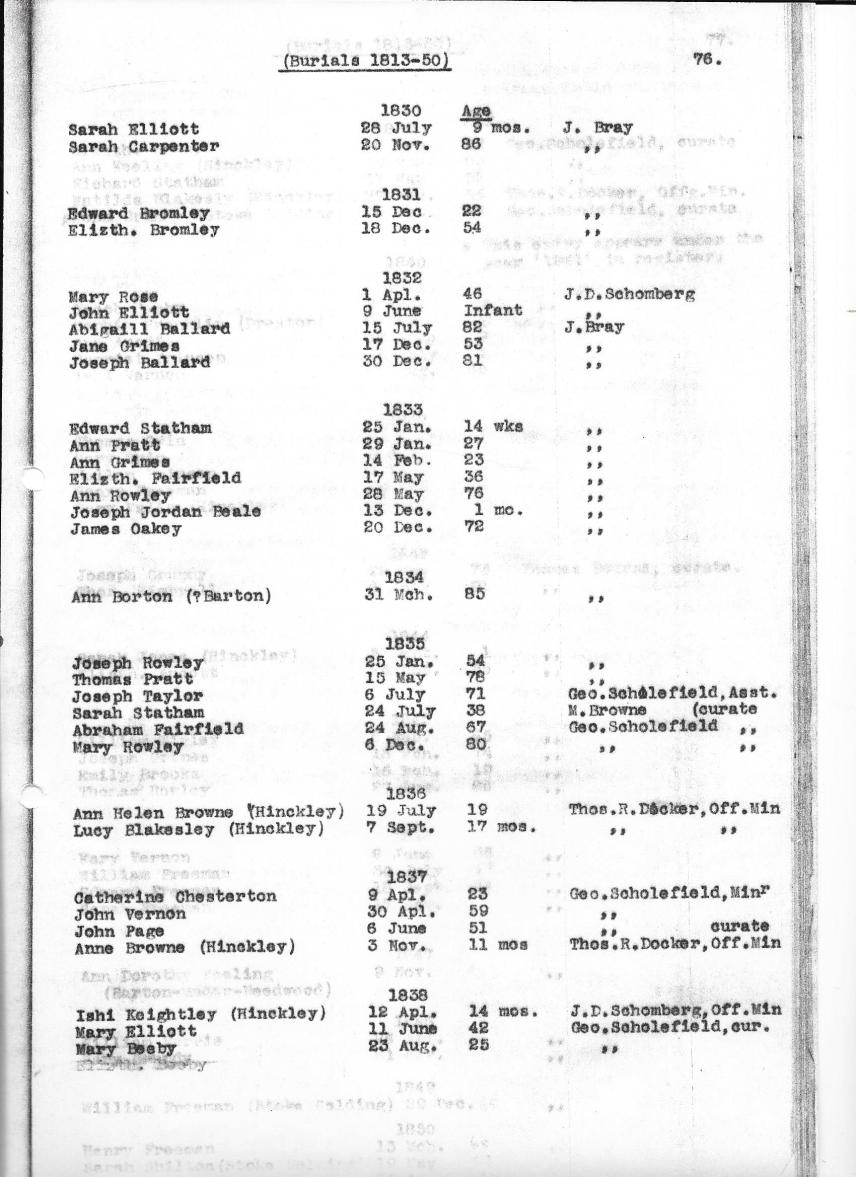 (Burials 1813-50) 76.
1830 Age
Sarah Elliott 28 July 9 mos. J. Bray
Sarah Carpenter 20 Nov. 86 ,,
1831
Edward Bromley 15 Dec 22 ,,
Elizth. Bromley 18 Dec. 54 ,,
1832
Mary Rose 1 Apl. 46 J.D.Schomberg
John Elliott 9 June Infant ,,
Abigaill Ballard 15 July 82 J.Bray
Jane Grimes 17 Dec. 53 ,,
Joseph Ballard 30 Dec. 81 ,,
1833
Edward Statham 25 Jan. 14 wks ,,
Ann Pratt 29 Jan. 27 ,,
Ann Grimes 14 Feb. 23 ,,
Elizth. Fairfield 17 May 36 ,,
Ann Rowley 28 May 76 ,,
Joseph Jordan Beale 13 Dec. 1 mo. ,,
James Oakey 20 Dec. 72 ,,
1834
Ann Borton (?Barton) 31 Mch. 85 ,,
1835
Joseph Rowley 25 Jan. 54 ,,
Thomas Pratt 15 May 78 ,,
Joseph Taylor 6 July 71 Geo.Scholefield,Asst.
Sarah Statham 24 July 38 M.Browne (curate
Abraham Fairfield 24 Aug. 67 Geo.Scholefield ,,
Mary Rowley 6 Dec. 80 ,, ,,
1836
Ann Helen Browne (Hinckley) 19 July 19 Thos.R.Docker,Off.Min
Lucy Blakesley (Hinckley) 7 Sept. 17 mos. ,, ,,
1837
Catherine Chesterton 9 Apl. 23 Geo.Scholefield,Minr
John Vernon 30 Apl. 59 ,,
John Page 6 June 51 ,, curate
Anne Browne (Hinckley) 3 Nov. 11 mos Thos.R.Docker,Off.Min
1838
Ishi Keightley (Hinckley) 12 Apl. 14 mos. J.D.Schomberg,Off.Min
Mary Elliott 11 June 42 Geo.Scholefield,cur.
Mary Beeby 23 Aug. 25 ,,
Elizth. Beeby